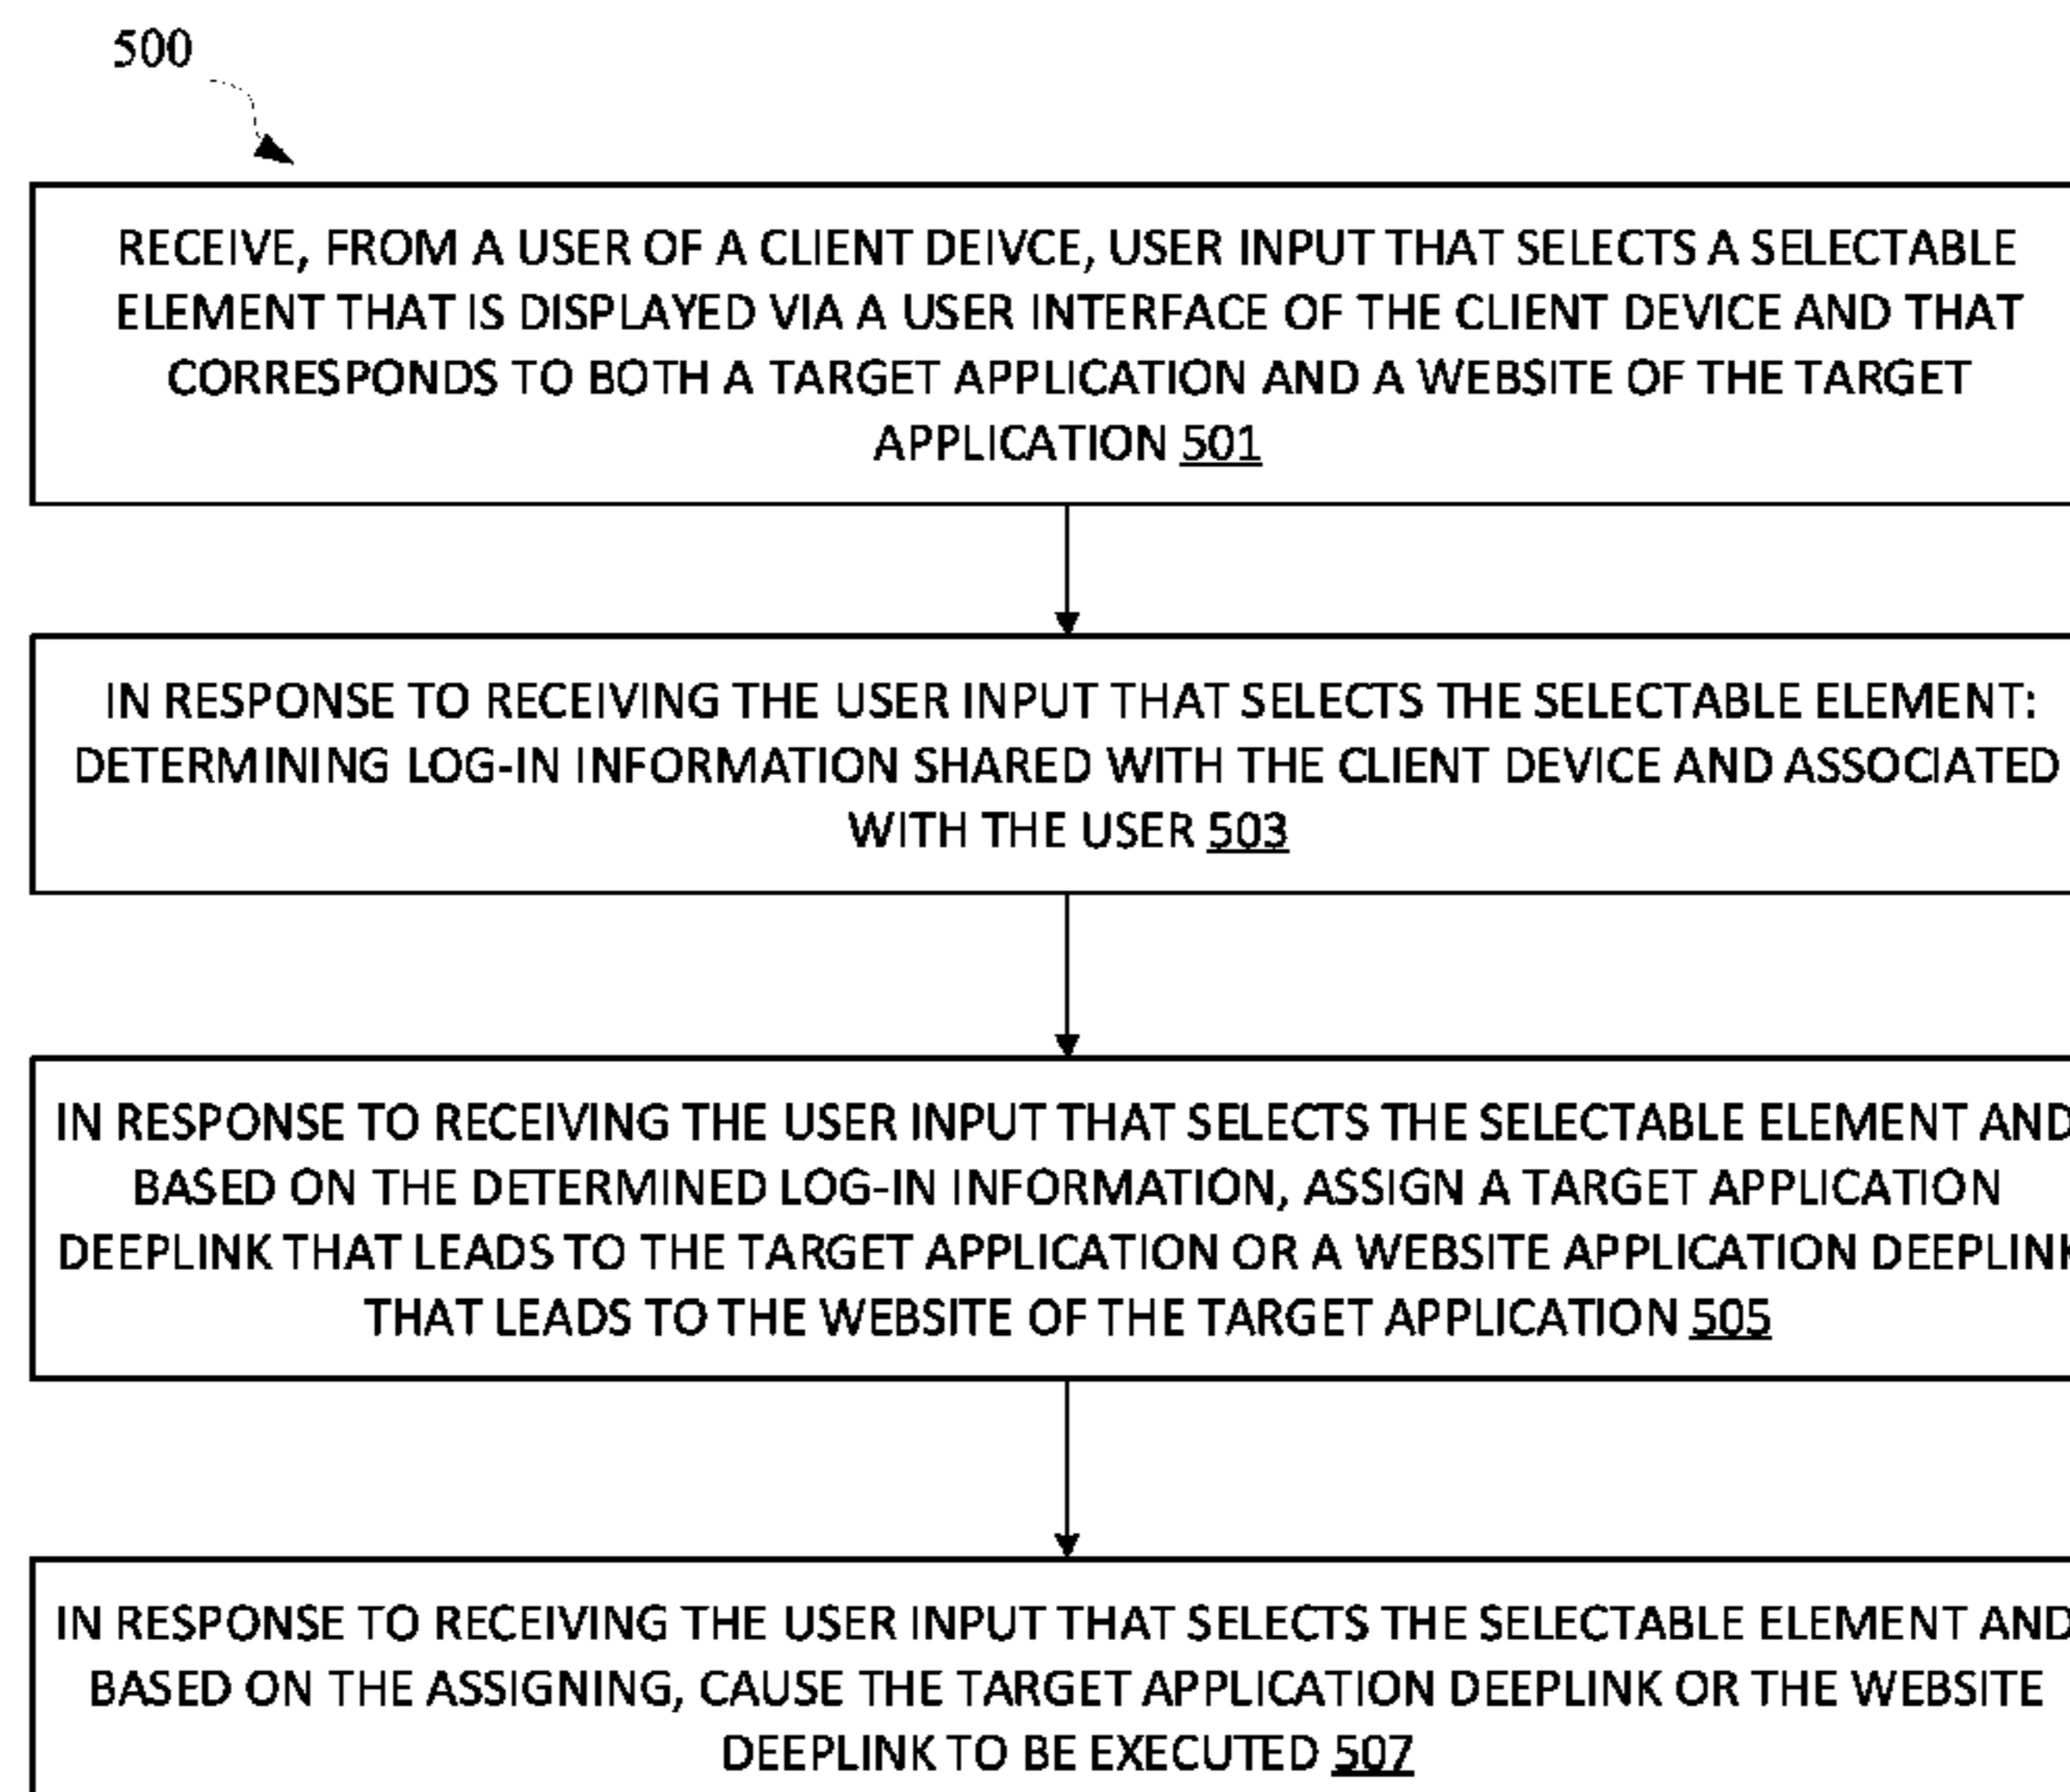 500
RECEIVE, FROM A USER OF A CLIENT DEIVCE, USER INPUT THAT SELECTS A SELECTABLE
ELEMENT THAT IS DISPLAYED VIA A USER INTERFACE OF THE CLIENT DEVICE AND THAT
CORRESPONDS TO BOTH A TARGET APPLICATION AND A WEBSITE OF THE TARGET
APPLICATION 501
IN RESPONSE TO RECEIVING THE USER INPUT THAT SELECTS THE SELECTABLE ELEMENT:
DETERMINING LOG-IN INFORMATION SHARED WITH THE CLIENT DEVICE AND ASSOCIATED
WITH THE USER 503
IN RESPONSE TO RECEIVING THE USER INPUT THAT SELECTS THE SELECTABLE ELEMENT AND
BASED ON THE DETERMINED LOG-IN INFORMATION, ASSIGN A TARGET APPLICATION
DEEPLINK THAT LEADS TO THE TARGET APPLICATION OR A WEBSITE APPLICATION DEEPLINK
THAT LEADS TO THE WEBSITE OF THE TARGET APPLICATION 505
IN RESPONSE TO RECEIVING THE USER INPUT THAT SELECTS THE SELECTABLE ELEMENT AND
BASED ON THE ASSIGNING, CAUSE THE TARGET APPLICATION DEEPLINK OR THE WEBSITE
DEEPLINK TO BE EXECUTED 507